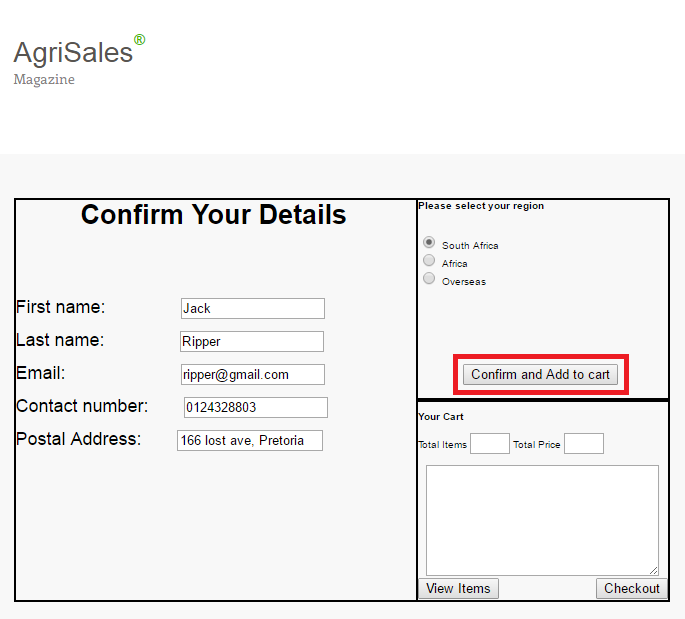 AgriSales®
Magazine
Confirm Your Details
First name: Jack
Last name: Ripper
Email: ripper@gmail.com
Contact number: 0124328803
Postal Address: 166 lost ave, Pretoria
Please select your region
South Africa
Africa
Overseas
Confirm and Add to cart
Your Cart
Total Items Total Price
View Items Checkout